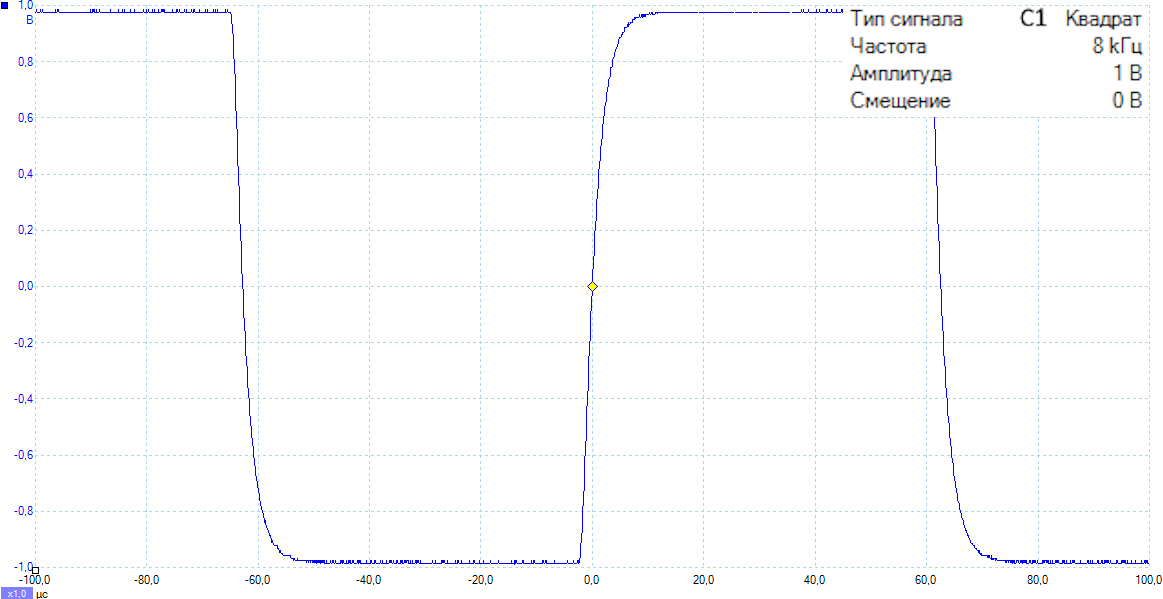 1,0
В
0,8
0,6
0,4
0,2
0,0
-0,2
-0,4
-0,6
-0,8
-1,0
-100,0 -80,0 -60,0 -40,0 -20,0 0,0 20,0 40,0 60,0 80,0 100,0
x1,0 µс
Тип сигнала C1 Квадрат
Частота 8 kГц
Амплитуда 1 В
Смещение 0 В